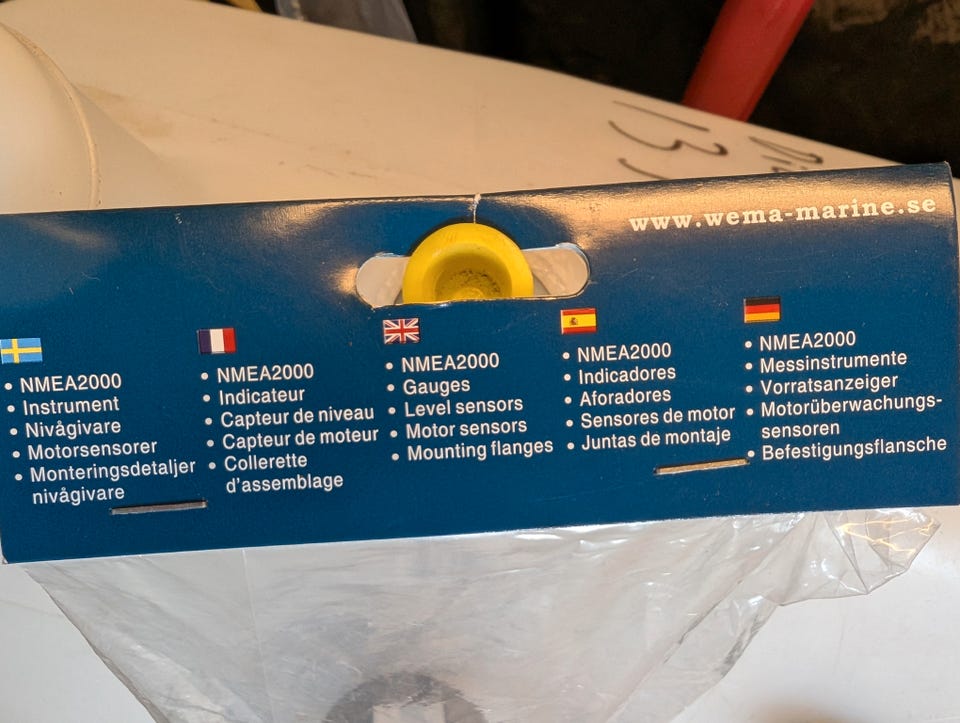 www.wema-marine.se
• NMEA2000
• Instrument
• Nivågivare
• Motorsensorer
• Monteringsdetaljer
nivågivare
• NMEA2000
• Indicateur
• Capteur de niveau
• Capteur de moteur
• Collerette
d'assemblage
• NMEA2000
• Gauges
• Level sensors
• Motor sensors
• Mounting flanges
• NMEA2000
• Indicadores
• Aforadores
• Sensores de motor
• Juntas de montaje
• NMEA2000
• Messinstrumente
• Vorratsanzeiger
• Motorüberwachungs-
sensoren
• Befestigungsflansche